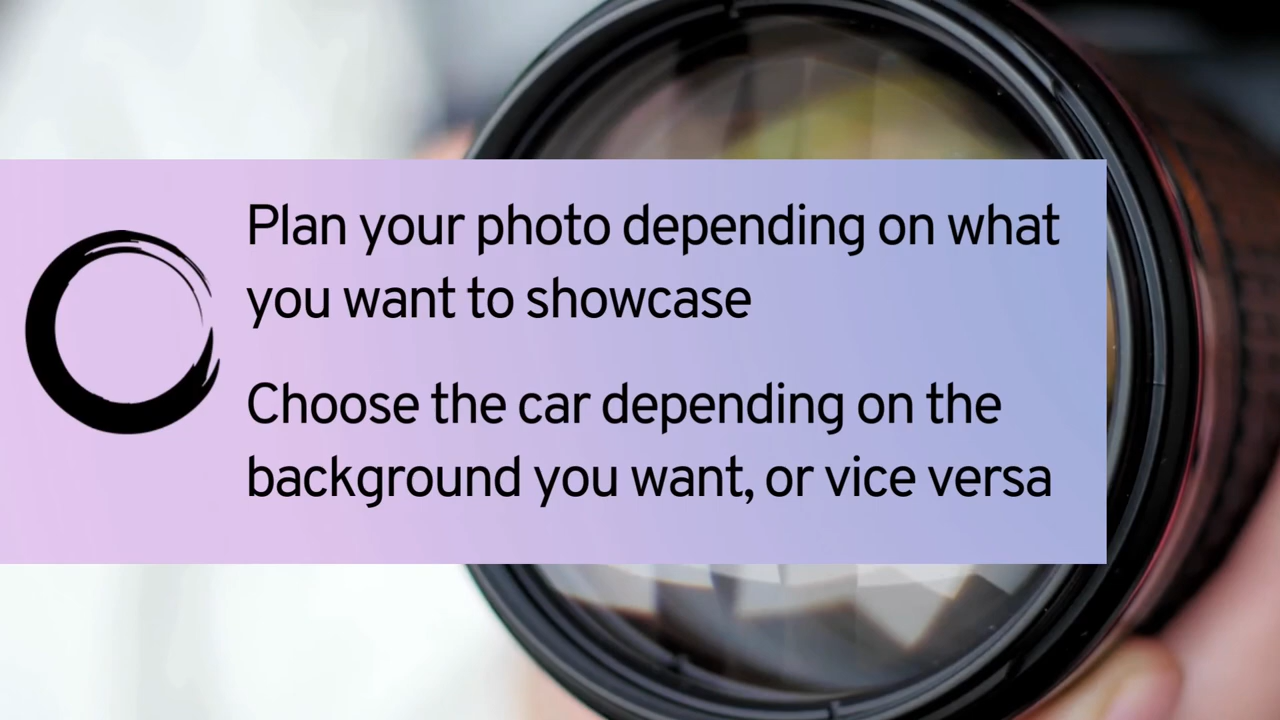 Plan your photo depending on what
you want to showcase
Choose the car depending on the
background you want, or vice versa